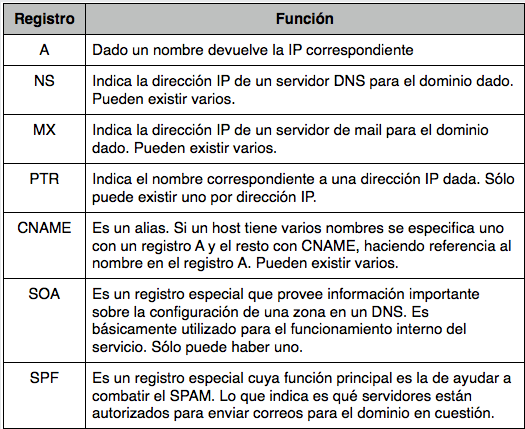 Registro Función
A Dado un nombre devuelve la IP correspondiente
NS Indica la dirección IP de un servidor DNS para el dominio dado.
Pueden existir varios.
MX Indica la dirección IP de un servidor de mail para el dominio
dado. Pueden existir varios.
PTR Indica el nombre correspondiente a una dirección IP dada. Sólo
puede existir uno por dirección IP.
CNAME Es un alias. Si un host tiene varios nombres se especifica uno
con un registro A y el resto con CNAME, haciendo referencia al
nombre en el registro A. Pueden existir varios.
SOA Es un registro especial que provee información importante
sobre la configuración de una zona en un DNS. Es
básicamente utilizado para el funcionamiento interno del
servicio. Sólo puede haber uno.
SPF Es un registro especial cuya función principal es la de ayudar a
combatir el SPAM. Lo que indica es qué servidores están
autorizados para enviar correos para el dominio en cuestión.